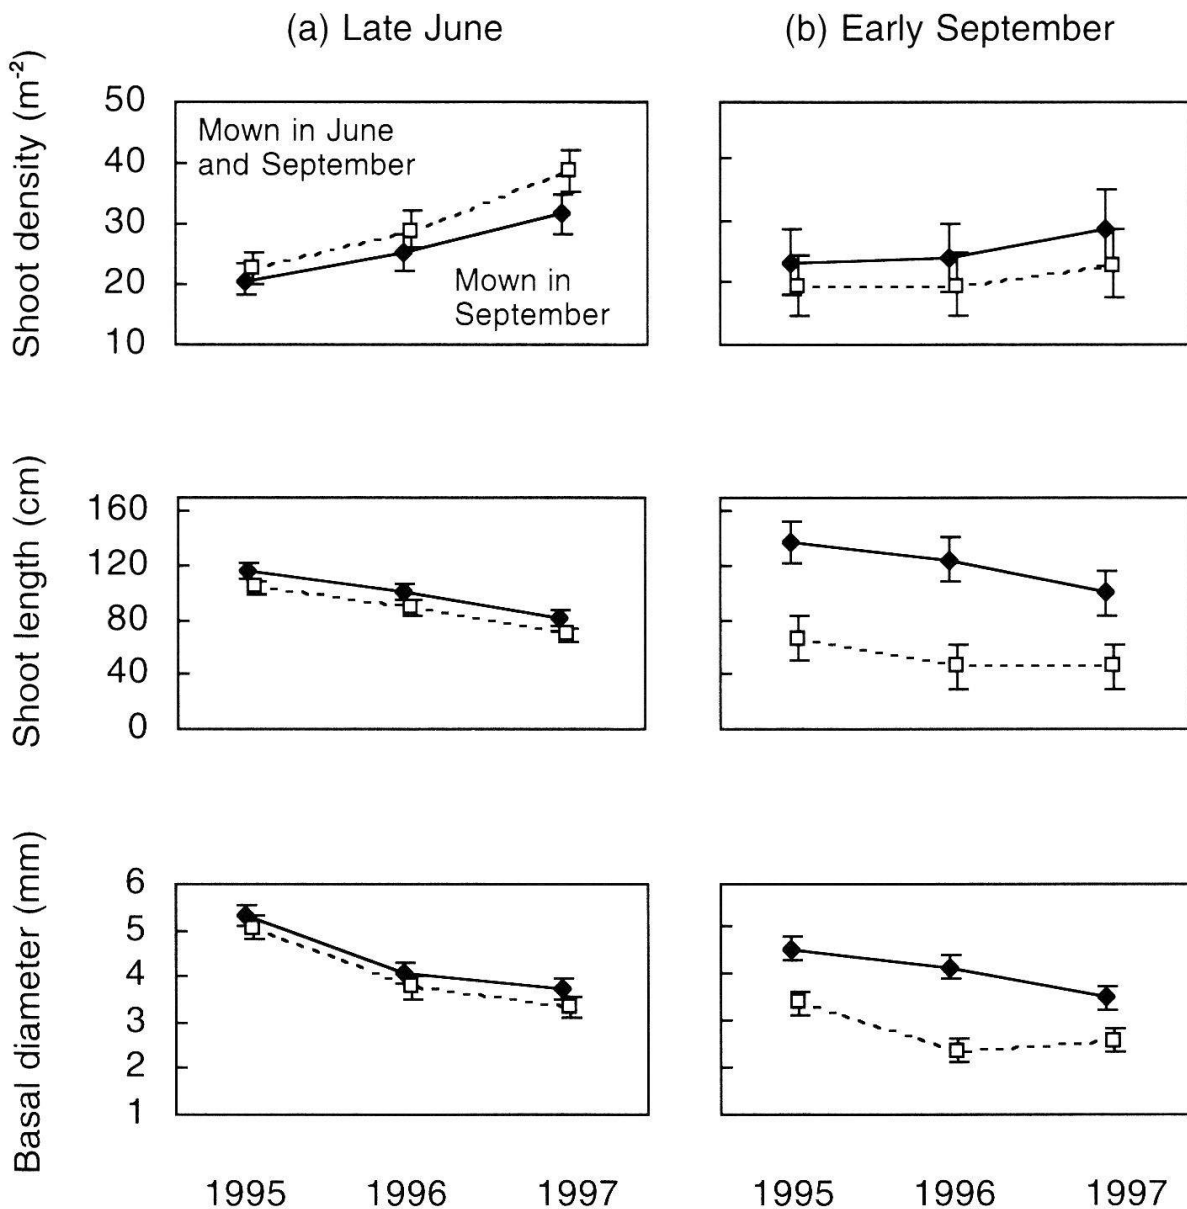 (a) Late June
(b) Early September
Shoot density (m⁻²)
50
40
30
20
10
Mown in June
and September
Mown in
September
Shoot length (cm)
160
120
80
40
0
Basal diameter (mm)
6
5
4
3
2
1
1995 1996 1997
1995 1996 1997